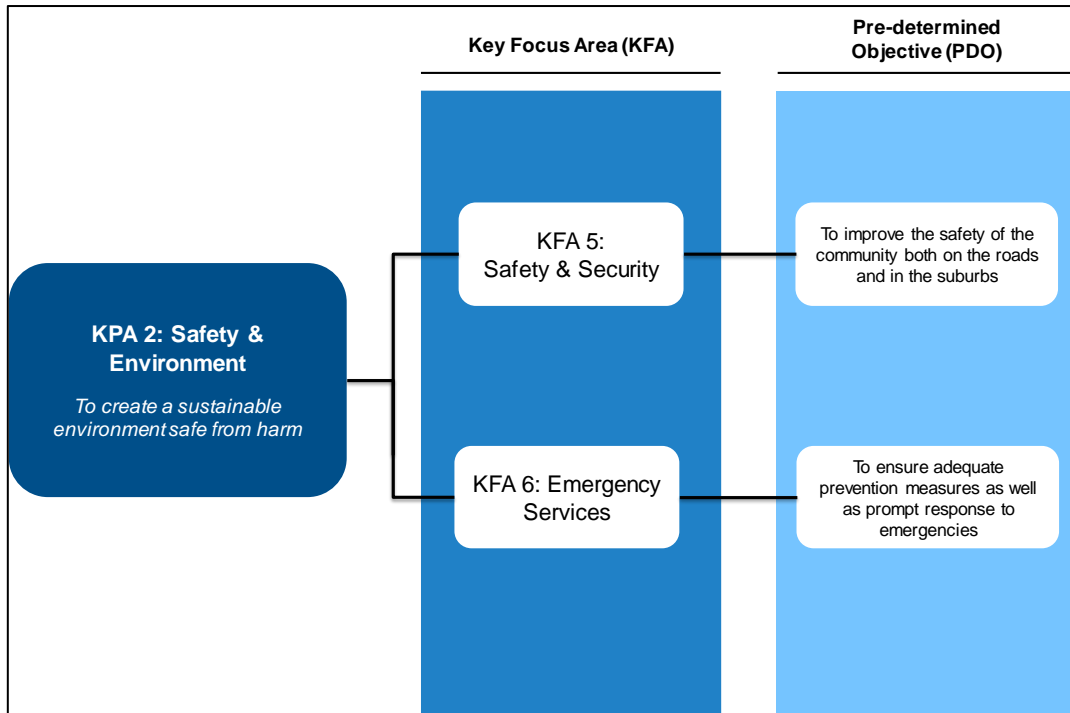 Key Focus Area (KFA)
Pre-determined
Objective (PDO)
KPA 2: Safety &
Environment
To create a sustainable
environment safe from harm
KFA 5:
Safety & Security
To improve the safety of the
community both on the roads
and in the suburbs
KFA 6: Emergency
Services
To ensure adequate
prevention measures as well
as prompt response to
emergencies